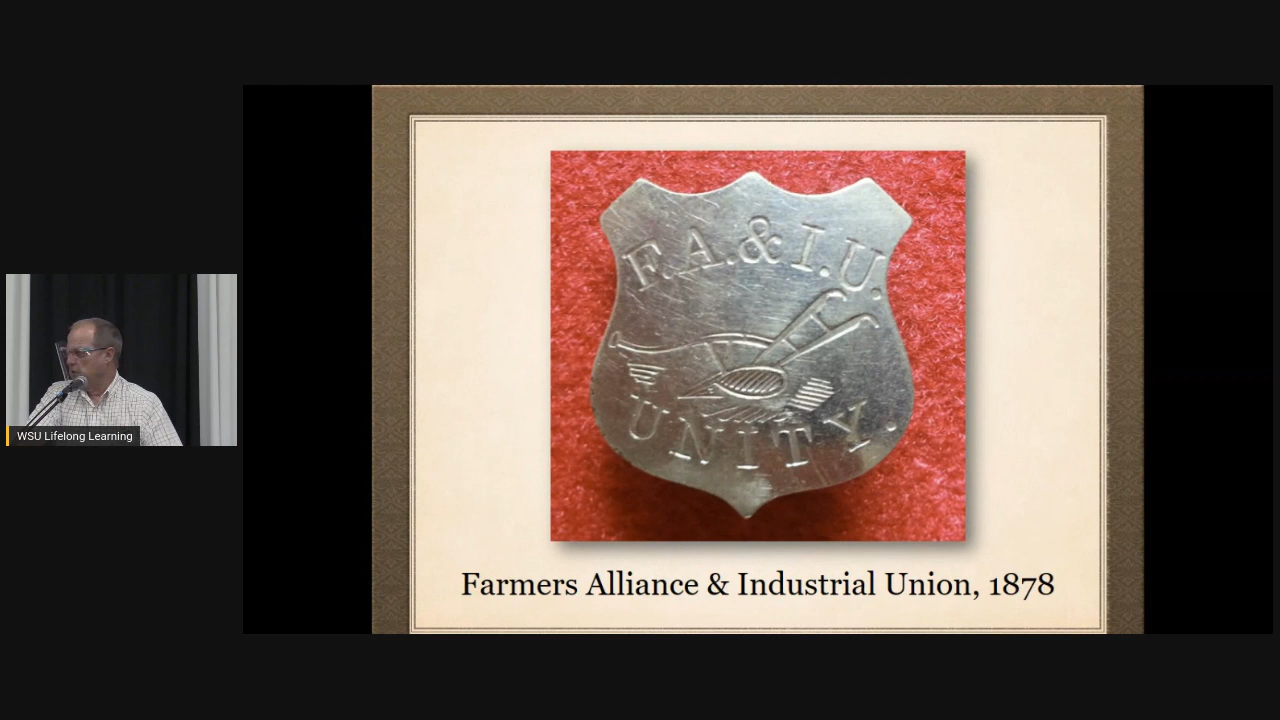 F.A.& I.U.
UNITY.
Farmers Alliance & Industrial Union, 1878
WSU Lifelong Learning